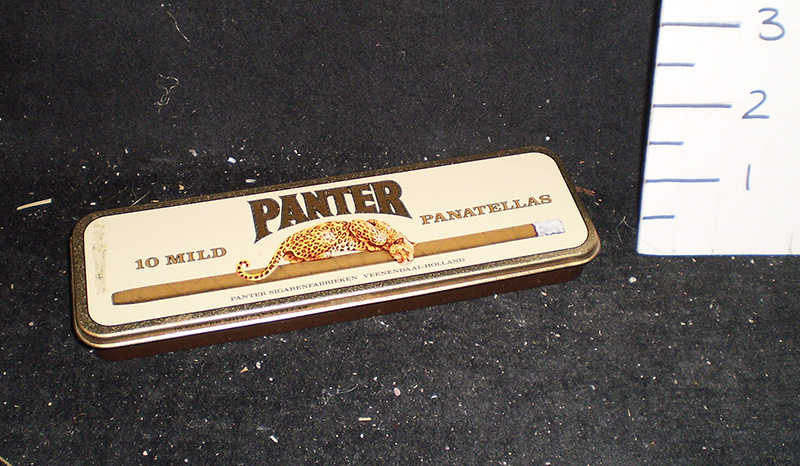 PANTER
10 MILD PANATELLAS
PANTER SIGARENFABRIEKEN VEENENDAAL-HOLLAND
3
2
1